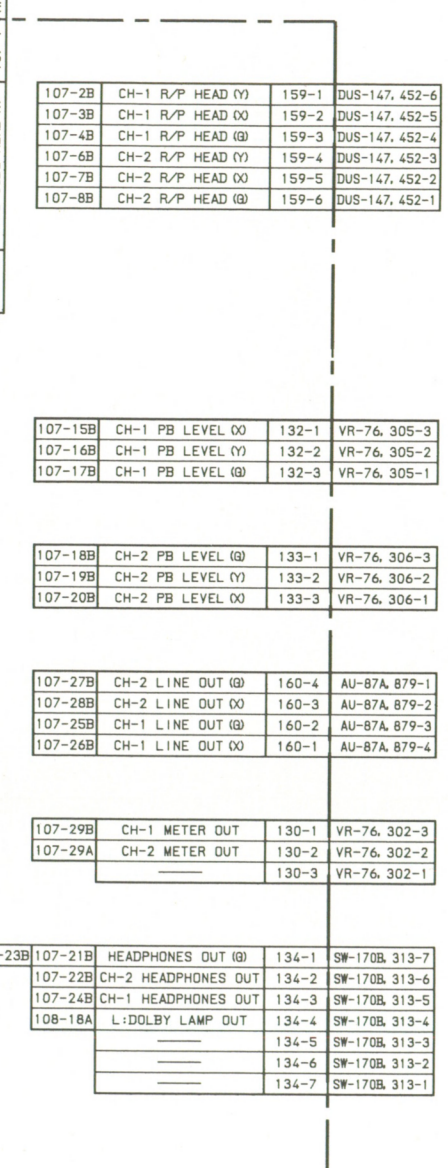 107-2B CH-1 R/P HEAD (Y) 159-1 DUS-147, 452-6
107-3B CH-1 R/P HEAD (X) 159-2 DUS-147, 452-5
107-4B CH-1 R/P HEAD (G) 159-3 DUS-147, 452-4
107-6B CH-2 R/P HEAD (Y) 159-4 DUS-147, 452-3
107-7B CH-2 R/P HEAD (X) 159-5 DUS-147, 452-2
107-8B CH-2 R/P HEAD (G) 159-6 DUS-147, 452-1
107-15B CH-1 PB LEVEL (X) 132-1 VR-76, 305-3
107-16B CH-1 PB LEVEL (Y) 132-2 VR-76, 305-2
107-17B CH-1 PB LEVEL (G) 132-3 VR-76, 305-1
107-18B CH-2 PB LEVEL (G) 133-1 VR-76, 306-3
107-19B CH-2 PB LEVEL (Y) 133-2 VR-76, 306-2
107-20B CH-2 PB LEVEL (X) 133-3 VR-76, 306-1
107-27B CH-2 LINE OUT (G) 160-4 AU-87A, 879-1
107-28B CH-2 LINE OUT (X) 160-3 AU-87A, 879-2
107-25B CH-1 LINE OUT (G) 160-2 AU-87A, 879-3
107-26B CH-1 LINE OUT (X) 160-1 AU-87A, 879-4
107-29B CH-1 METER OUT 130-1 VR-76, 302-3
107-29A CH-2 METER OUT 130-2 VR-76, 302-2
—— 130-3 VR-76, 302-1
-23B 107-21B HEADPHONES OUT (G) 134-1 SW-170B, 313-7
107-22B CH-2 HEADPHONES OUT 134-2 SW-170B, 313-6
107-24B CH-1 HEADPHONES OUT 134-3 SW-170B, 313-5
108-18A L:DOLBY LAMP OUT 134-4 SW-170B, 313-4
—— 134-5 SW-170B, 313-3
—— 134-6 SW-170B, 313-2
—— 134-7 SW-170B, 313-1